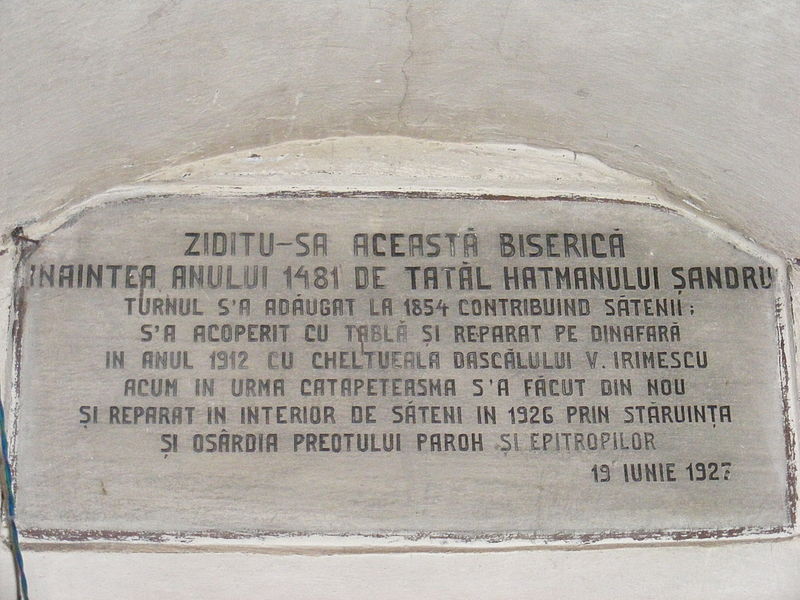 ZIDITU-SA ACEASTĂ BISERICĂ
INAINTEA ANULUI 1481 DE TATĂL HATMANULUI ȘANDRU
TURNUL S'A ADĂUGAT LA 1854 CONTRIBUIND SĂTENII;
S'A ACOPERIT CU TABLĂ ȘI REPARAT PE DINAFARĂ
IN ANUL 1912 CU CHELTUEALA DASCĂLULUI V. IRIMESCU
ACUM IN URMA CATAPETEASMA S'A FĂCUT DIN NOU
ȘI REPARAT IN INTERIOR DE SĂTENI IN 1926 PRIN STĂRUINȚA
ȘI OSÂRDIA PREOTULUI PAROH ȘI EPITROPILOR
19 IUNIE 1927